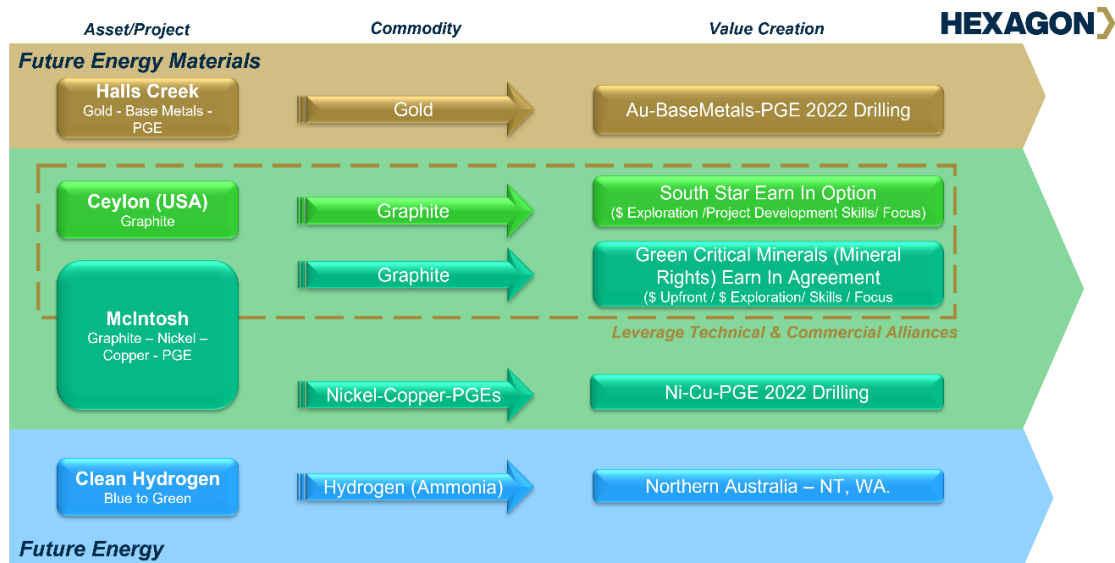 HEXAGON
Asset/Project
Commodity
Value Creation
Future Energy Materials
Halls Creek
Gold - Base Metals -
PGE
Gold
Au-BaseMetals-PGE 2022 Drilling
Ceylon (USA)
Graphite
Graphite
South Star Earn In Option
($ Exploration /Project Development Skills/ Focus)
McIntosh
Graphite – Nickel –
Copper - PGE
Graphite
Green Critical Minerals (Mineral
Rights) Earn In Agreement
($ Upfront / $ Exploration/ Skills / Focus
Leverage Technical & Commercial Alliances
Nickel-Copper-PGEs
Ni-Cu-PGE 2022 Drilling
Clean Hydrogen
Blue to Green
Hydrogen (Ammonia)
Northern Australia – NT, WA.
Future Energy